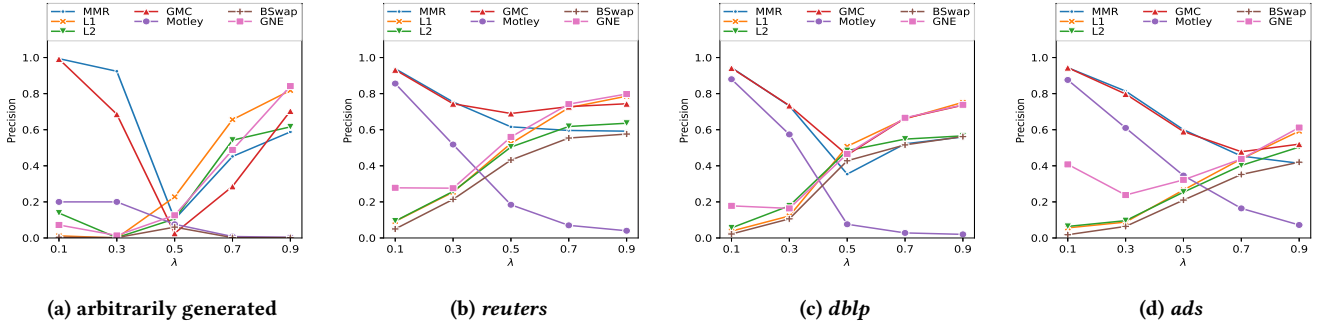 MMR GMC BSwap
L1 Motley GNE
L2
1.0
0.8
0.6
0.4
0.2
0.0
Precision
0.1 0.3 0.5 0.7 0.9
λ
(a) arbitrarily generated
MMR GMC BSwap
L1 Motley GNE
L2
1.0
0.8
0.6
0.4
0.2
0.0
Precision
0.1 0.3 0.5 0.7 0.9
λ
(b) reuters
MMR GMC BSwap
L1 Motley GNE
L2
1.0
0.8
0.6
0.4
0.2
0.0
Precision
0.1 0.3 0.5 0.7 0.9
λ
(c) dblp
MMR GMC BSwap
L1 Motley GNE
L2
1.0
0.8
0.6
0.4
0.2
0.0
Precision
0.1 0.3 0.5 0.7 0.9
λ
(d) ads